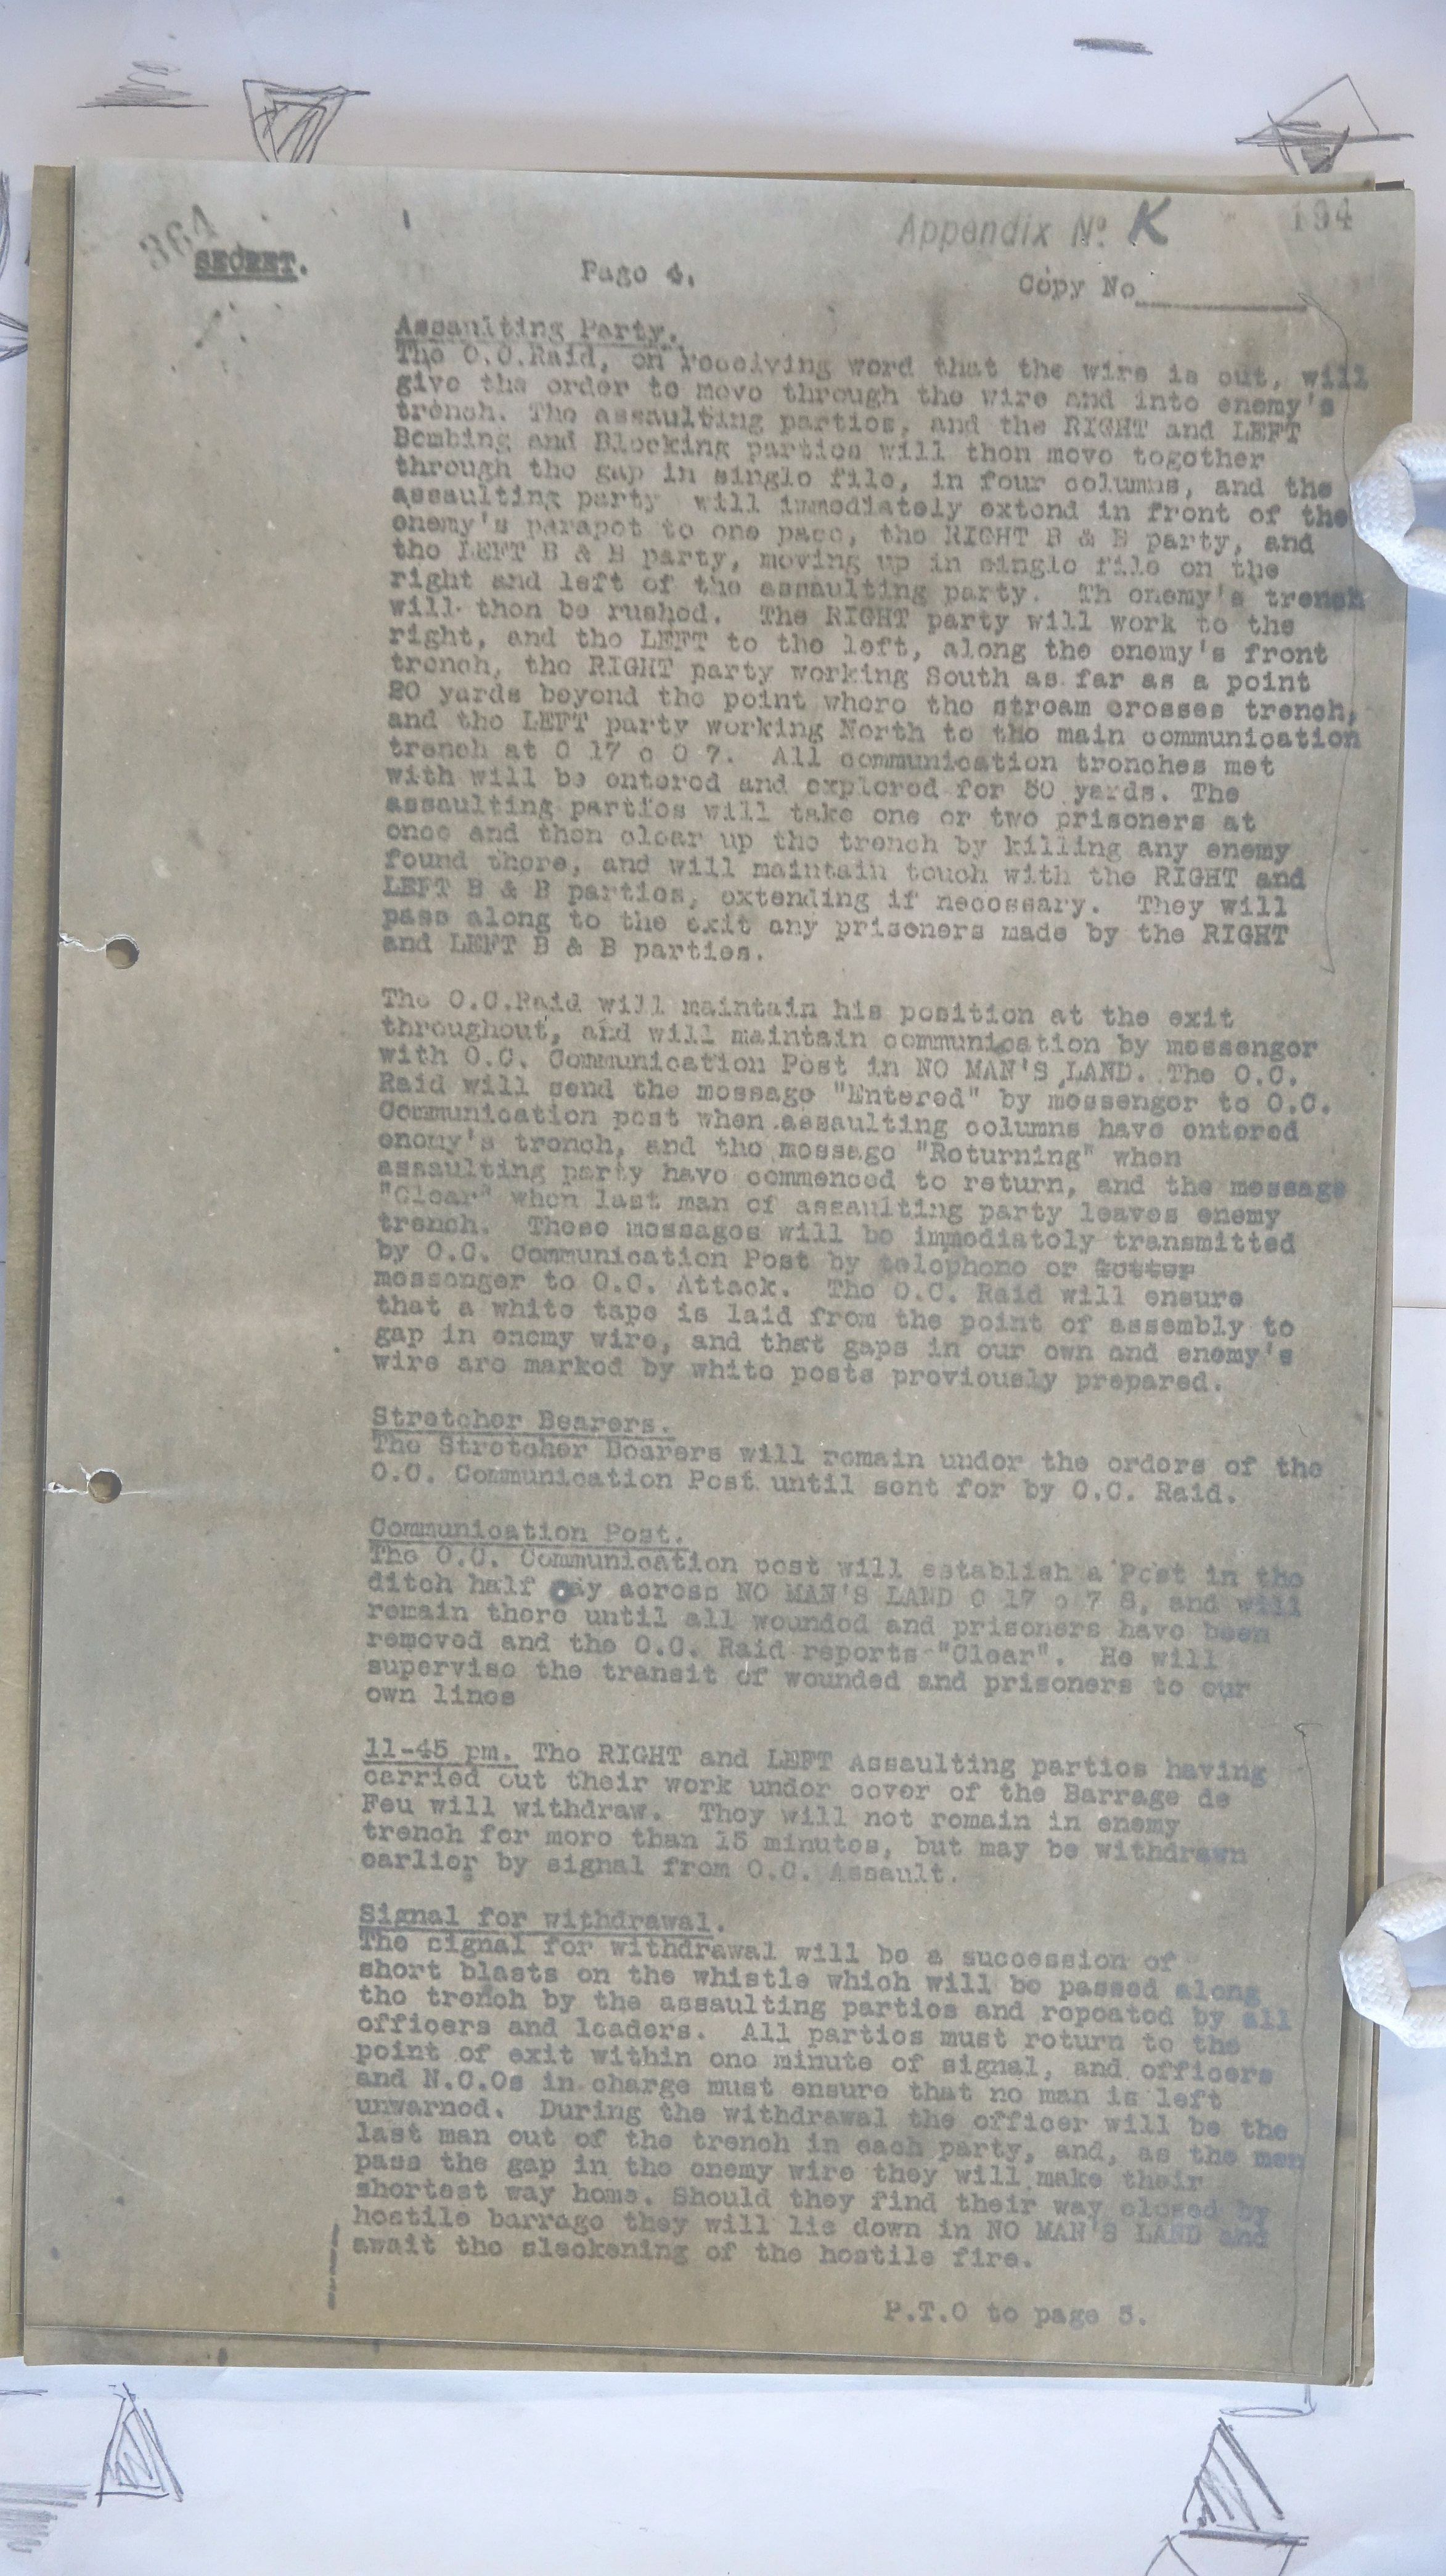 364
SECRET.
Page 4.
Appendix No. K
194
Copy No
Assaulting Party.
The O.C.Raid, on receiving word that the wire is cut, will
give the order to move through the wire and into enemy's
trench. The assaulting parties, and the RIGHT and LEFT
Bombing and Blocking parties will then move together
through the gap in single file, in four columns, and the
assaulting party will immediately extend in front of the
enemy's parapet to one pace, the RIGHT B & B party, and
the LEFT B & B party, moving up in single file on the
right and left of the assaulting party. Th enemy's trench
will then be rushed. The RIGHT party will work to the
right, and the LEFT to the left, along the enemy's front
trench, the RIGHT party working South as far as a point
20 yards beyond the point where the stream crosses trench,
and the LEFT party working North to the main communication
trench at C 17 c 0 7. All communication trenches met
with will be entered and explored for 50 yards. The
assaulting parties will take one or two prisoners at
once and then clear up the trench by killing any enemy
found there, and will maintain touch with the RIGHT and
LEFT B & B parties, extending if necessary. They will
pass along to the exit any prisoners made by the RIGHT
and LEFT B & B parties.
The O.C.Raid will maintain his position at the exit
throughout, and will maintain communication by messenger
with O.C. Communication Post in NO MAN'S LAND. The O.C.
Raid will send the message "Entered" by messenger to O.C.
Communication post when assaulting columns have entered
enemy's trench, and the message "Returning" when
assaulting party have commenced to return, and the message
"Clear" when last man of assaulting party leaves enemy
trench. These messages will be immediately transmitted
by O.C. Communication Post by telephone or
messenger to O.C. Attack. The O.C. Raid will ensure
that a white tape is laid from the point of assembly to
gap in enemy wire, and that gaps in our own and enemy's
wire are marked by white posts previously prepared.
Stretcher Bearers.
The Stretcher Bearers will remain under the orders of the
O.C. Communication Post until sent for by O.C. Raid.
Communication Post.
The O.C. Communication post will establish a Post in the
ditch half ay across NO MAN'S LAND C 17 c 7 8, and will
remain there until all wounded and prisoners have been
removed and the O.C. Raid reports "Clear". He will
supervise the transit of wounded and prisoners to our
own lines
11-45 pm. The RIGHT and LEFT Assaulting parties having
carried out their work under cover of the Barrage de
Feu will withdraw. They will not remain in enemy
trench for more than 15 minutes, but may be withdrawn
earlier by signal from O.C. Assault.
Signal for withdrawal.
The signal for withdrawal will be a succession of
short blasts on the whistle which will be passed along
the trench by the assaulting parties and repeated by all
officers and leaders. All parties must return to the
point of exit within one minute of signal, and officers
and N.C.Os in charge must ensure that no man is left
unwarned. During the withdrawal the officer will be the
last man out of the trench in each party, and, as the men
pass the gap in the enemy wire they will make their
shortest way home. Should they find their way closed by
hostile barrage they will lie down in NO MAN'S LAND and
await the slackening of the hostile fire.
P.T.O to page 5.